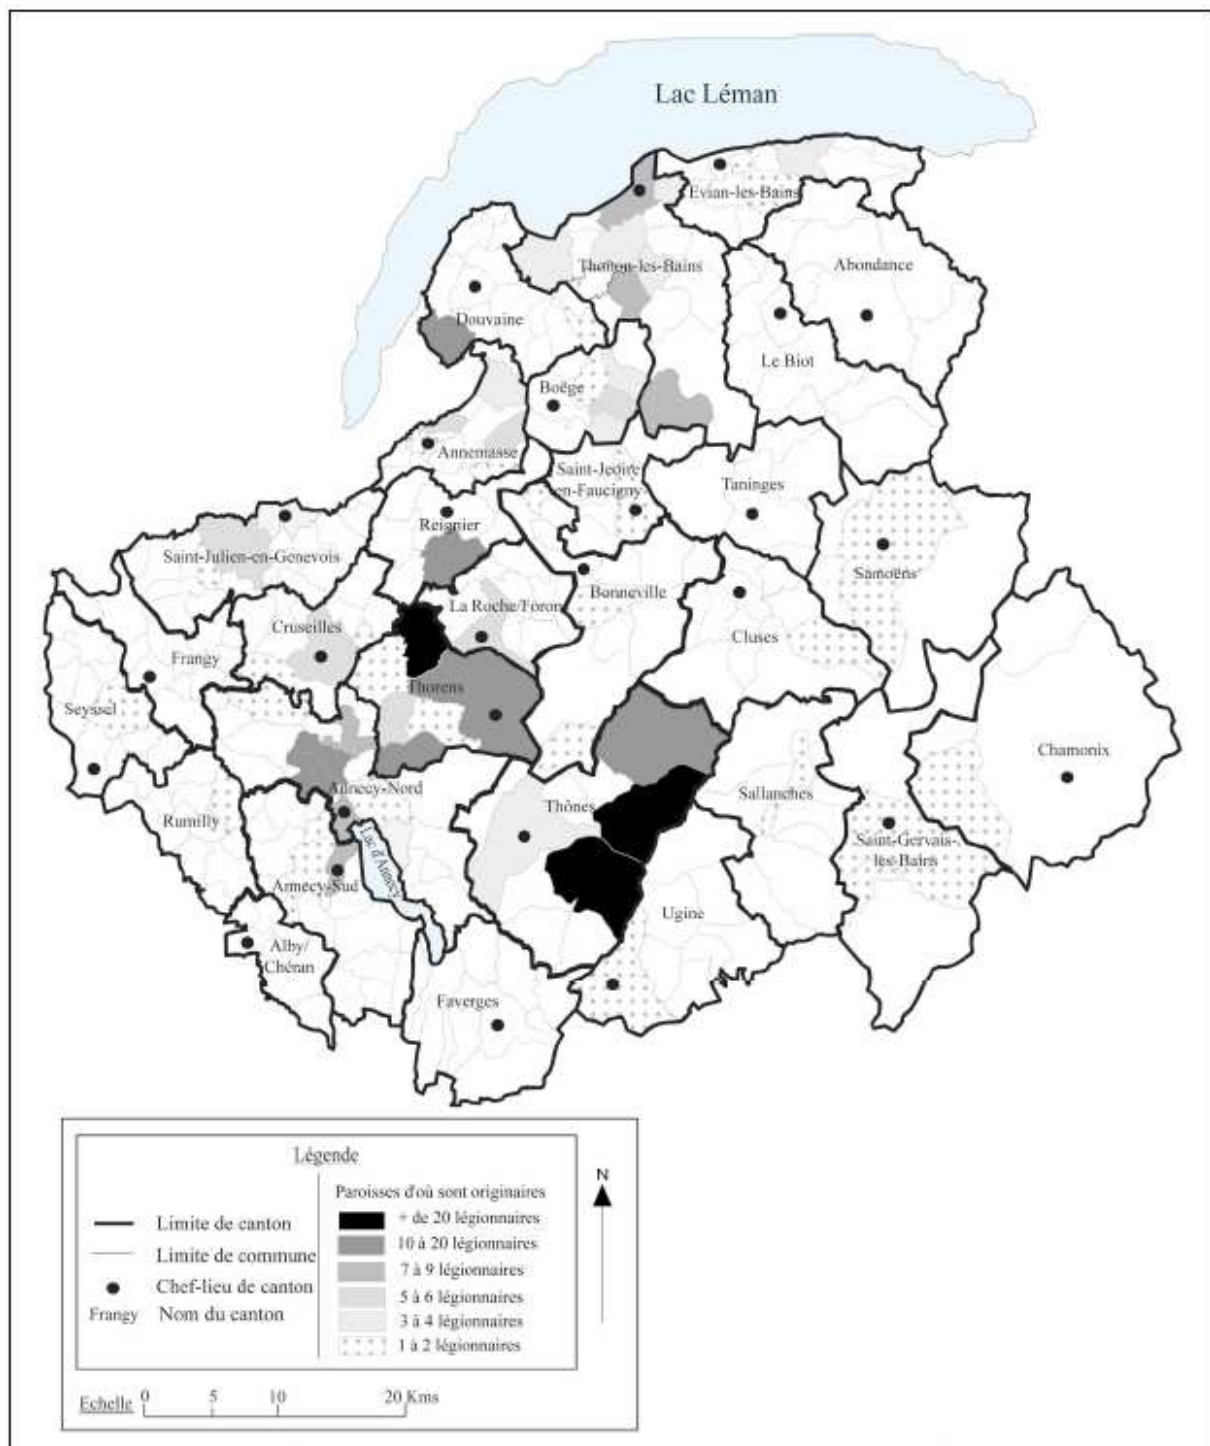 Lac Léman
Evian-les-Bains
Thonon-les-Bains
Abondance
Douvaine
Le Biot
Boëge
Annemasse
Saint-Jeoire
en-Faucigny
Taninges
Reignier
Saint-Julien-en-Genevois
Samoëns
La Roche/Foron
Bonneville
Cruseilles
Cluses
Frangy
Thorens
Seyssel
Chamonix
Annecy-Nord
Thônes
Sallanches
Rumilly
Saint-Gervais-
les-Bains
Lac d'Annecy
Annecy-Sud
Ugine
Alby/
Chéran
Faverges
Légende
Paroisses d'où sont originaires
+ de 20 légionnaires
10 à 20 légionnaires
7 à 9 légionnaires
5 à 6 légionnaires
3 à 4 légionnaires
1 à 2 légionnaires
Limite de canton
Limite de commune
Chef-lieu de canton
Frangy Nom du canton
N
Echelle 0 5 10 20 Kms